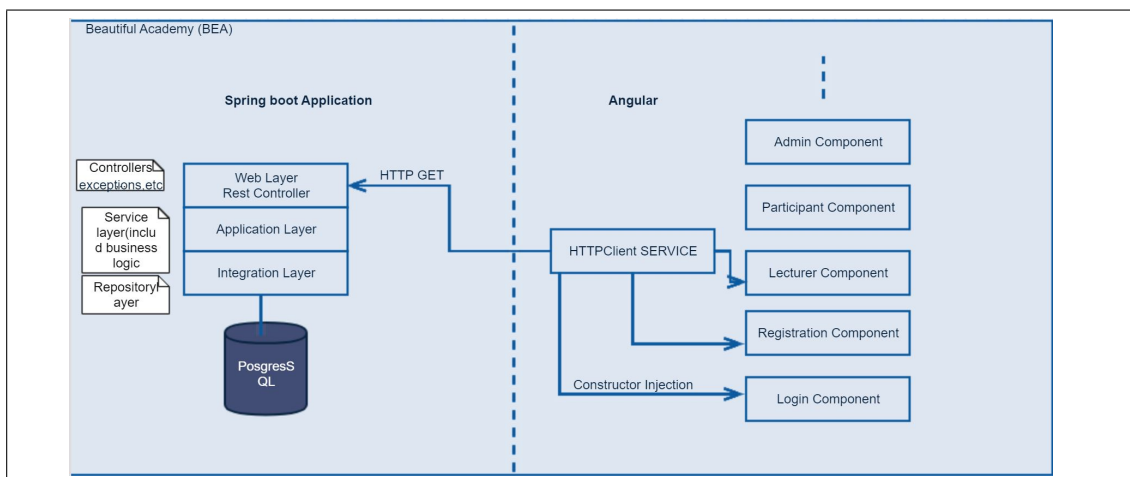 Beautiful Academy (BEA)
Spring boot Application
Angular
Admin Component
Controllers
exceptions,etc
Web Layer
Rest Controller
HTTP GET
Participant Component
Service
layer(inclu
d business
logic
Application Layer
HTTPClient SERVICE
Integration Layer
Lecturer Component
Repositoryl
ayer
Registration Component
PosgresS
QL
Constructor Injection
Login Component